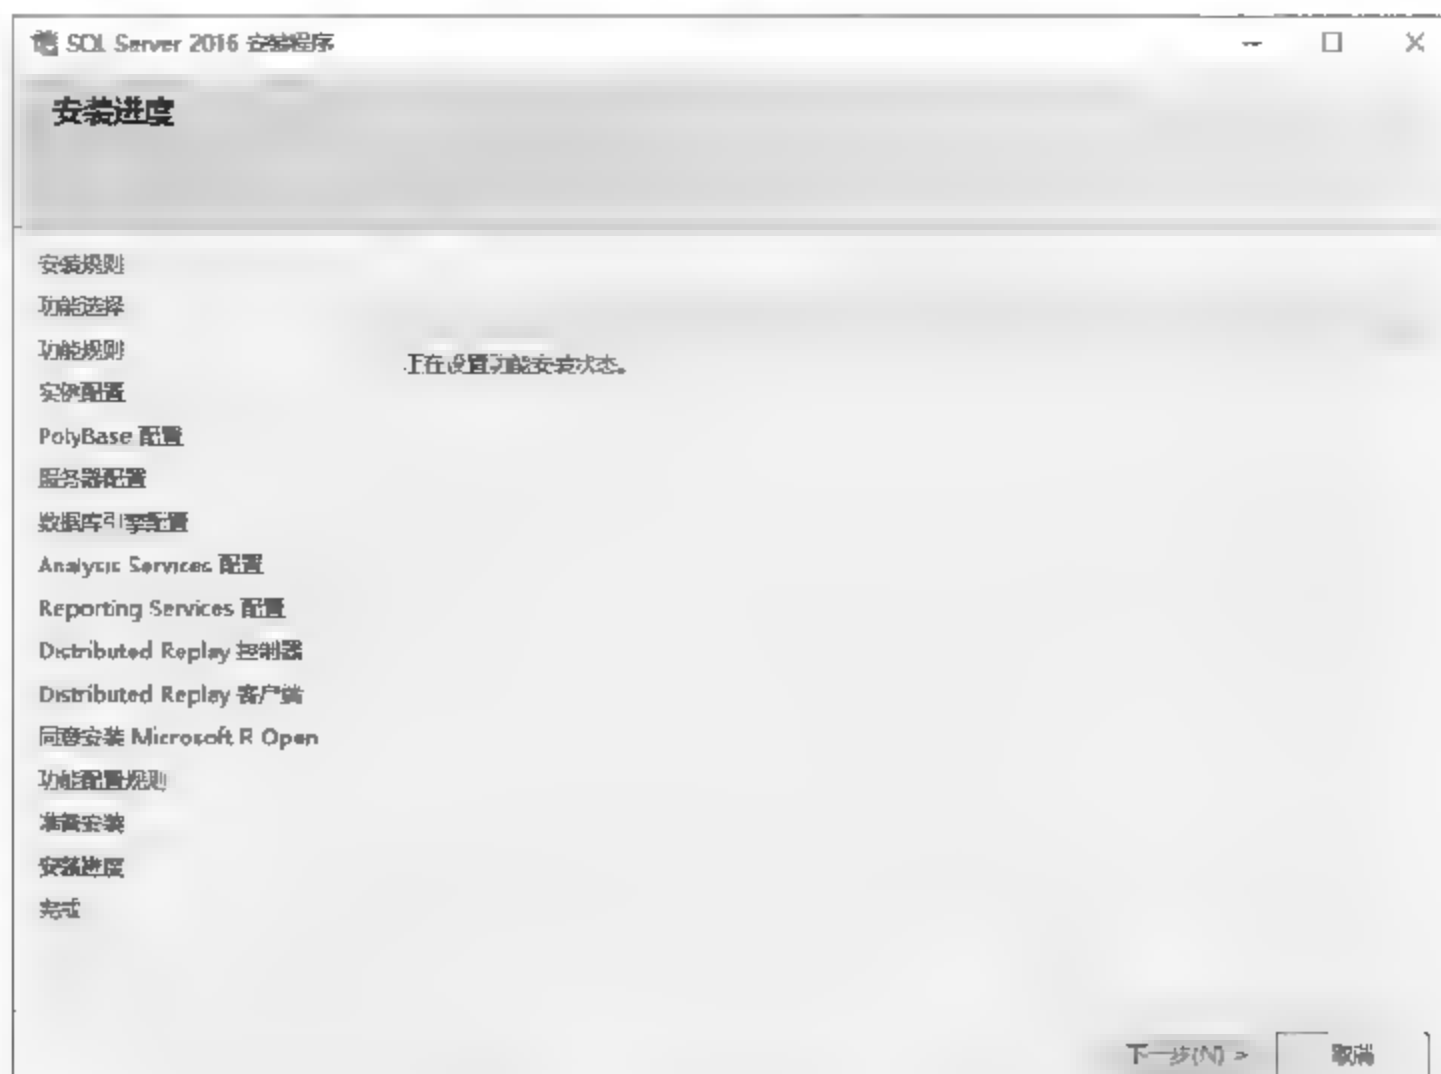 SQL Server 2016 安装程序
安装进度
安装规则
功能选择
功能规则
实例配置
PolyBase 配置
服务器配置
数据库引擎配置
Analysis Services 配置
Reporting Services 配置
Distributed Replay 控制器
Distributed Replay 客户端
同意安装 Microsoft R Open
功能配置规则
准备安装
安装进度
完成
正在设置功能安装状态。
下一步(N) >
取消